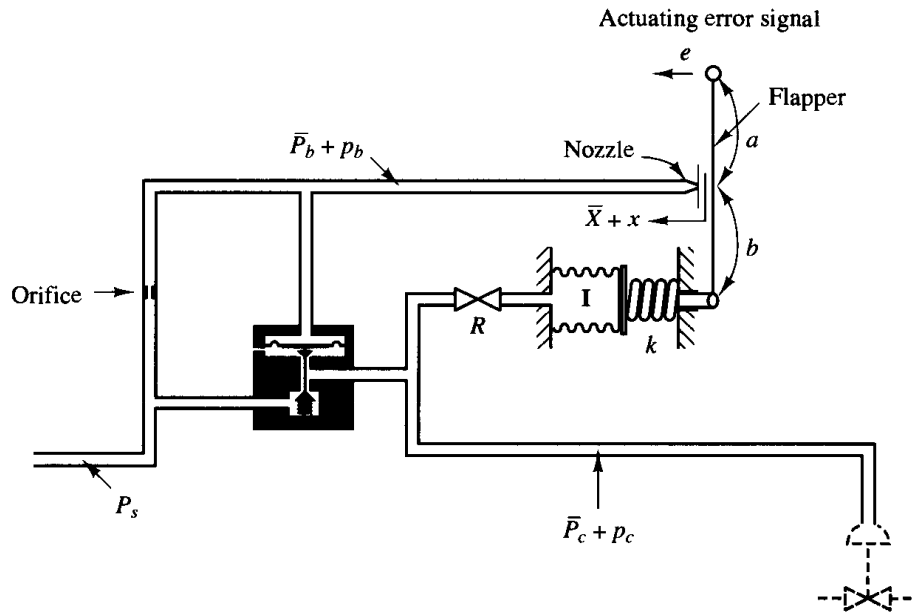 Actuating error signal
e
Flapper
a
P̅b + pb
Nozzle
X̅ + x
b
Orifice
I
R
k
Ps
P̅c + pc